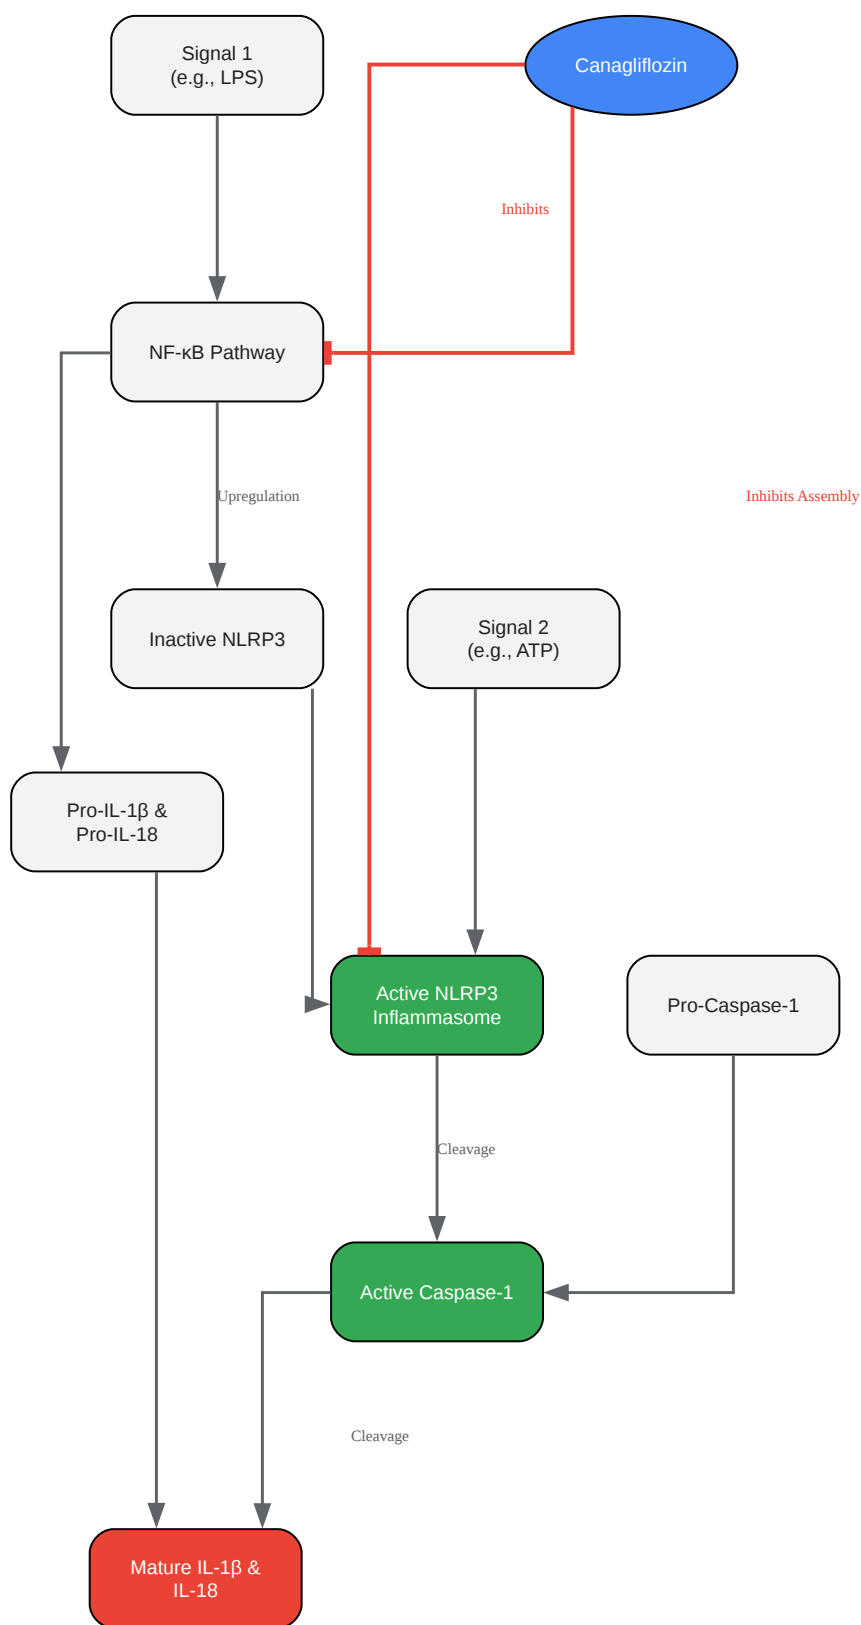 Signal 1
(e.g., LPS)
Canagliflozin
Inhibits
NF-κB Pathway
Upregulation
Inhibits Assembly
Inactive NLRP3
Signal 2
(e.g., ATP)
Pro-IL-1β &
Pro-IL-18
Active NLRP3
Inflammasome
Pro-Caspase-1
Cleavage
Active Caspase-1
Cleavage
Mature IL-1β &
IL-18